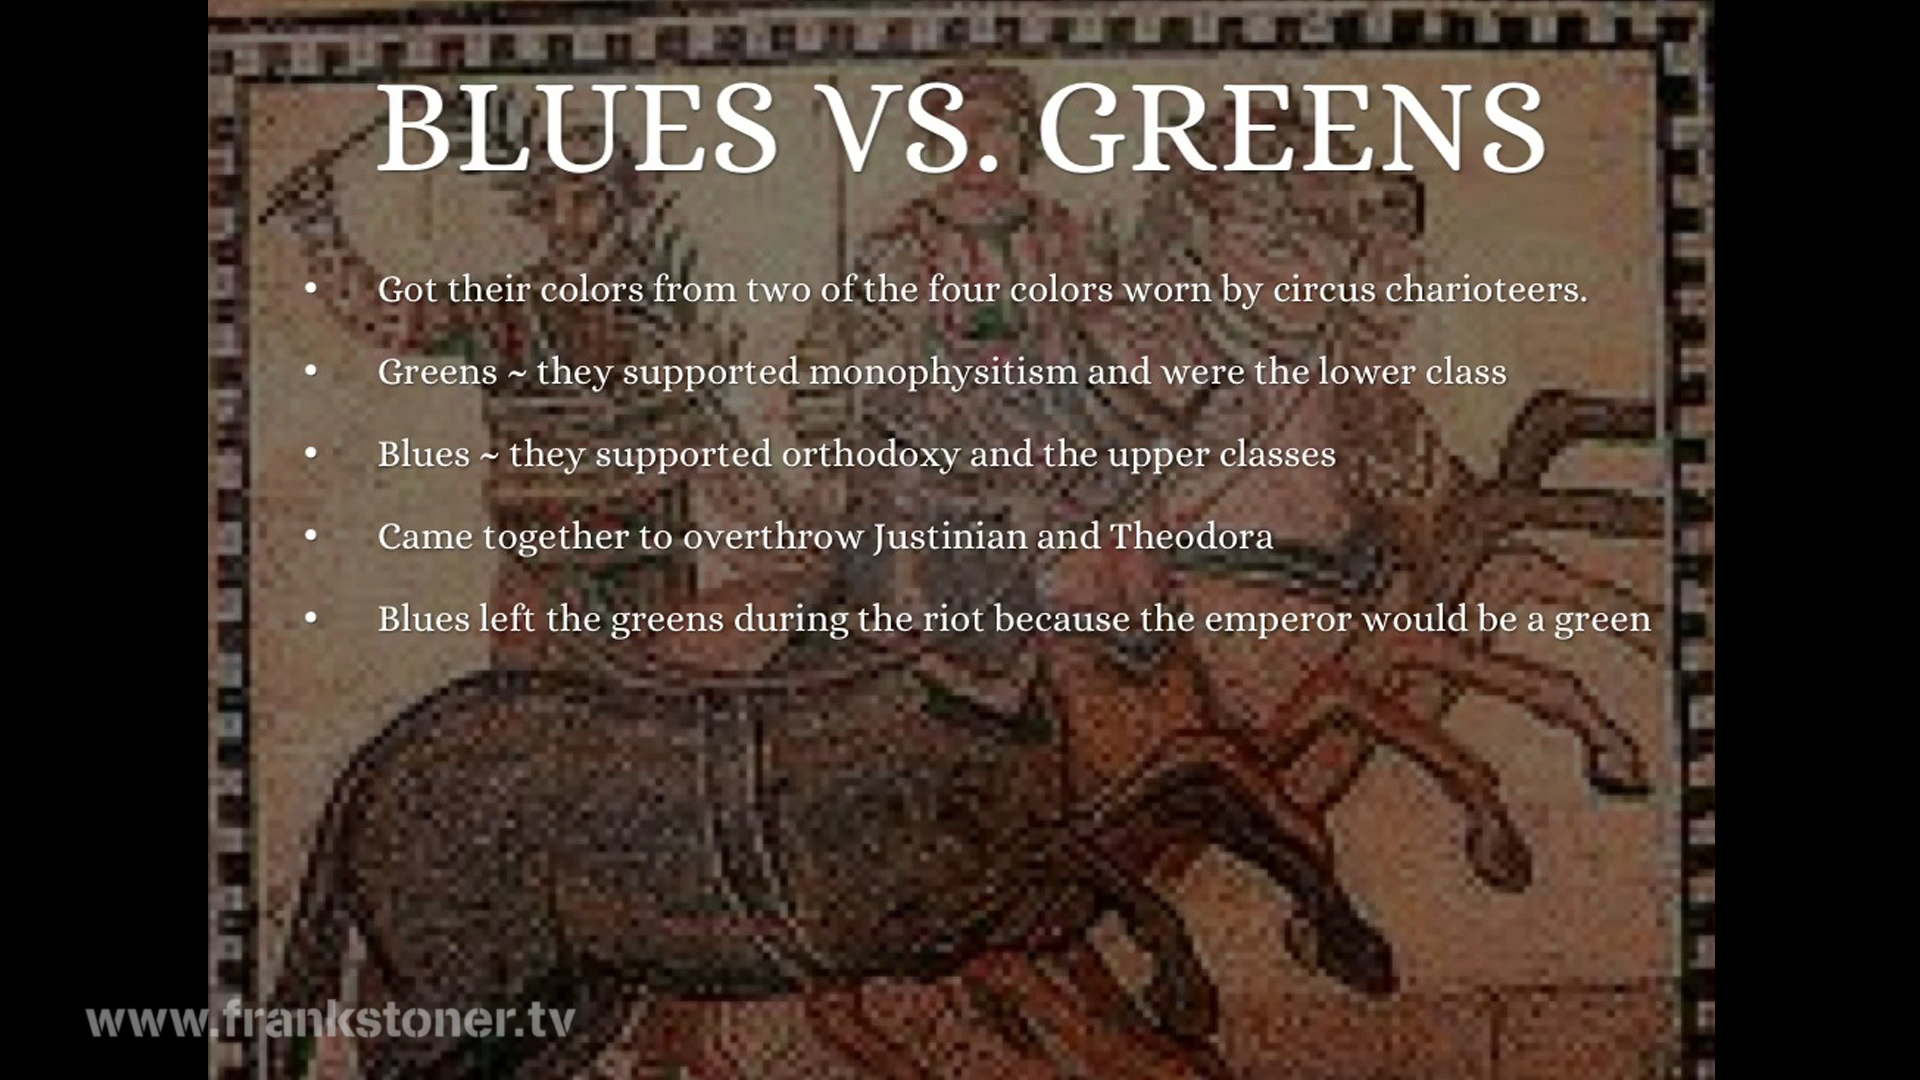 BLUES VS. GREENS
• Got their colors from two of the four colors worn by circus charioteers.
• Greens ~ they supported monophysitism and were the lower class
• Blues ~ they supported orthodoxy and the upper classes
• Came together to overthrow Justinian and Theodora
• Blues left the greens during the riot because the emperor would be a green
www.frankstoner.tv